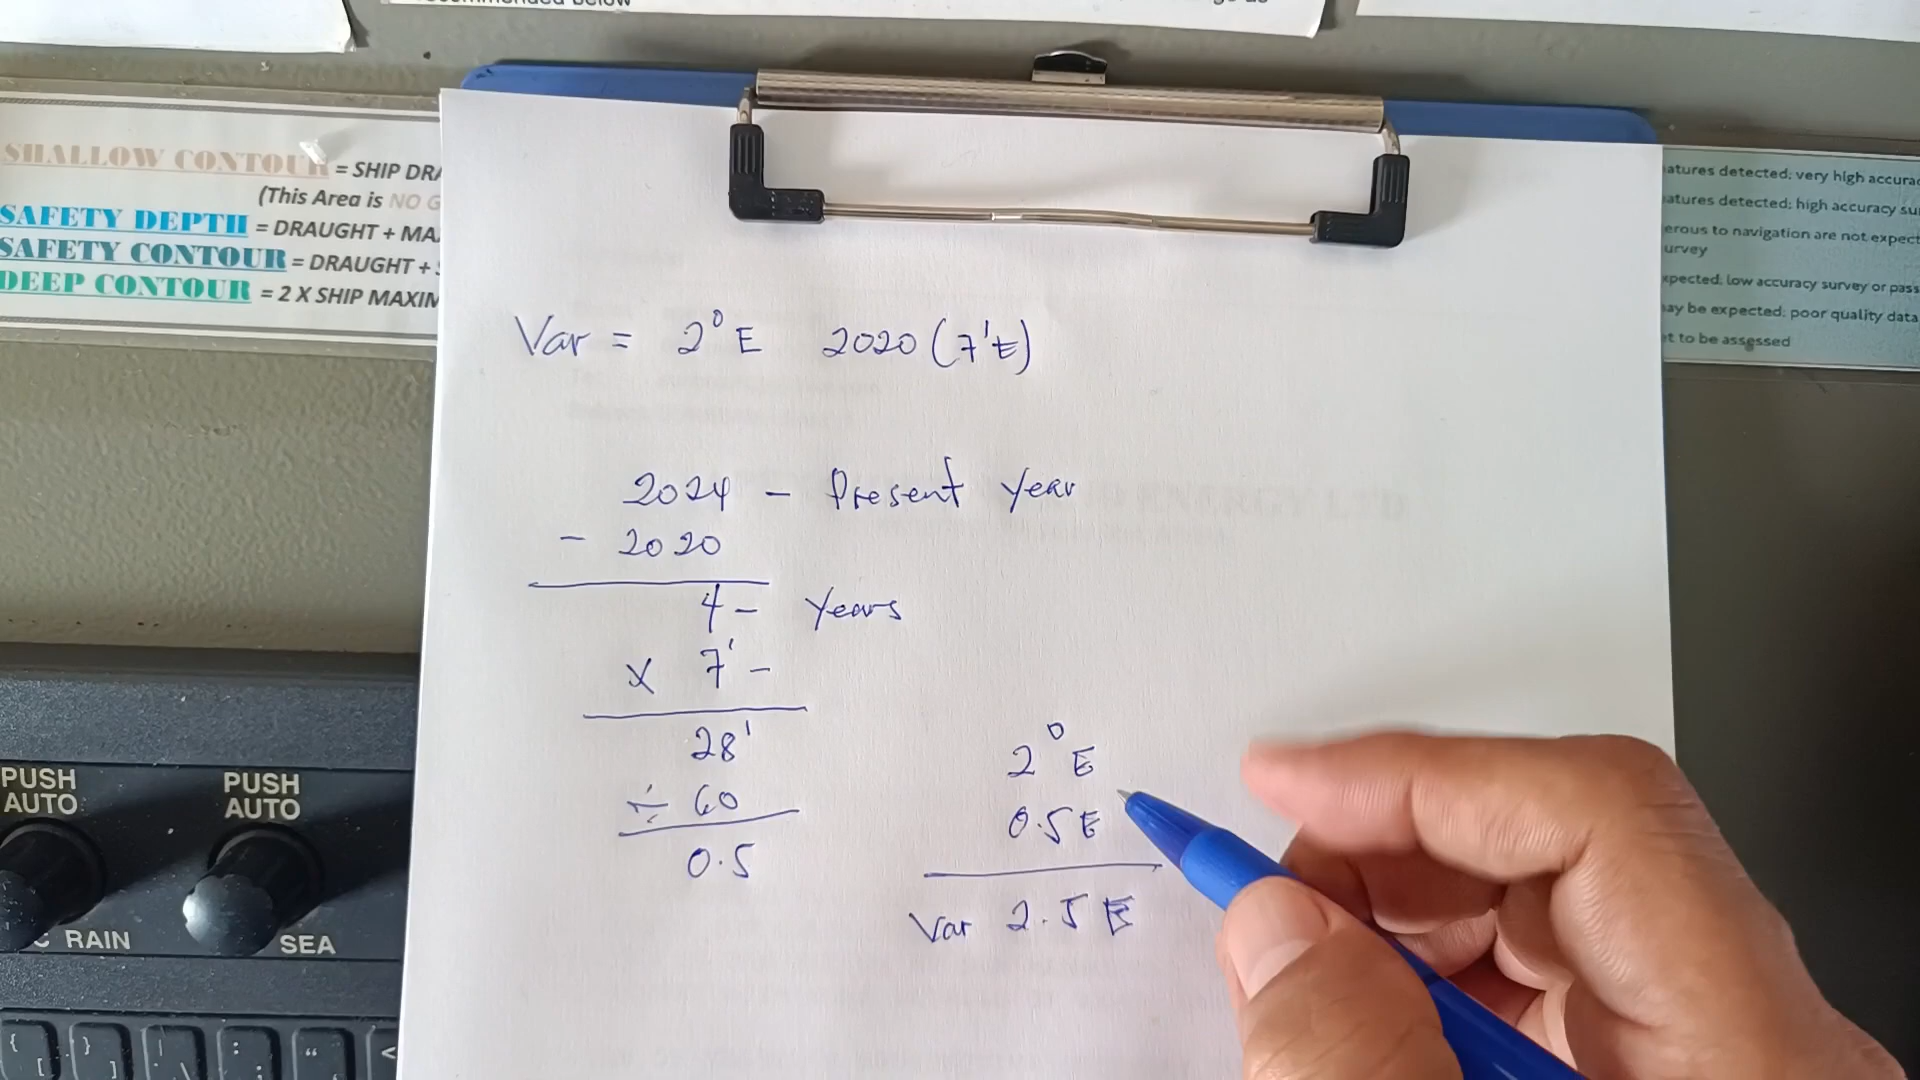 recommended below
SHALLOW CONTOUR = SHIP DRA
(This Area is NO G
SAFETY DEPTH = DRAUGHT + MA
SAFETY CONTOUR = DRAUGHT +
DEEP CONTOUR = 2 X SHIP MAXIM
atures detected; very high accurac
atures detected; high accuracy su
erous to navigation are not expect
urvey
xpected; low accuracy survey or pass
ay be expected; poor quality data
t to be assessed
Var = 2° E 2020 (7'E)
2024 - Present Year
- 2020
4 - Years
x 7' -
28'
÷ 60
0.5
2° E
0.5 E
Var 2.5 E
PUSH AUTO
PUSH AUTO
RAIN
SEA